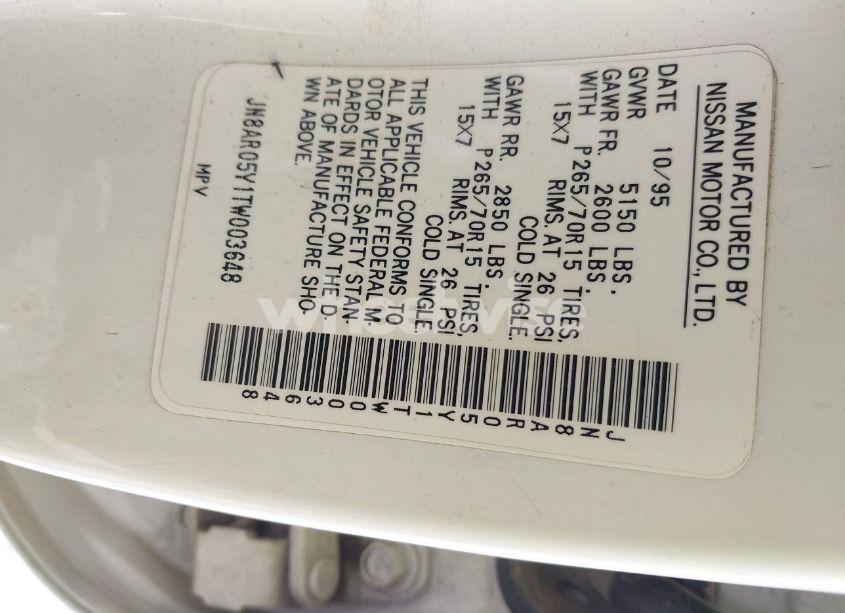 MANUFACTURED BY
NISSAN MOTOR CO., LTD.
DATE 10/95
GVWR 5150 LBS.
GAWR FR. 2600 LBS.
WITH P265/70R15 TIRES,
15X7 RIMS. AT 26 PSI
COLD SINGLE.
GAWR RR. 2850 LBS.
WITH P265/70R15 TIRES,
15X7 RIMS. AT 26 PSI
COLD SINGLE.
THIS VEHICLE CONFORMS TO
ALL APPLICABLE FEDERAL M-
OTOR VEHICLE SAFETY STAN-
DARDS IN EFFECT ON THE D-
ATE OF MANUFACTURE SHO-
WN ABOVE.
JN8AR05Y1TW003648
MPV
JN8AR05Y1TW003648
wheelwise